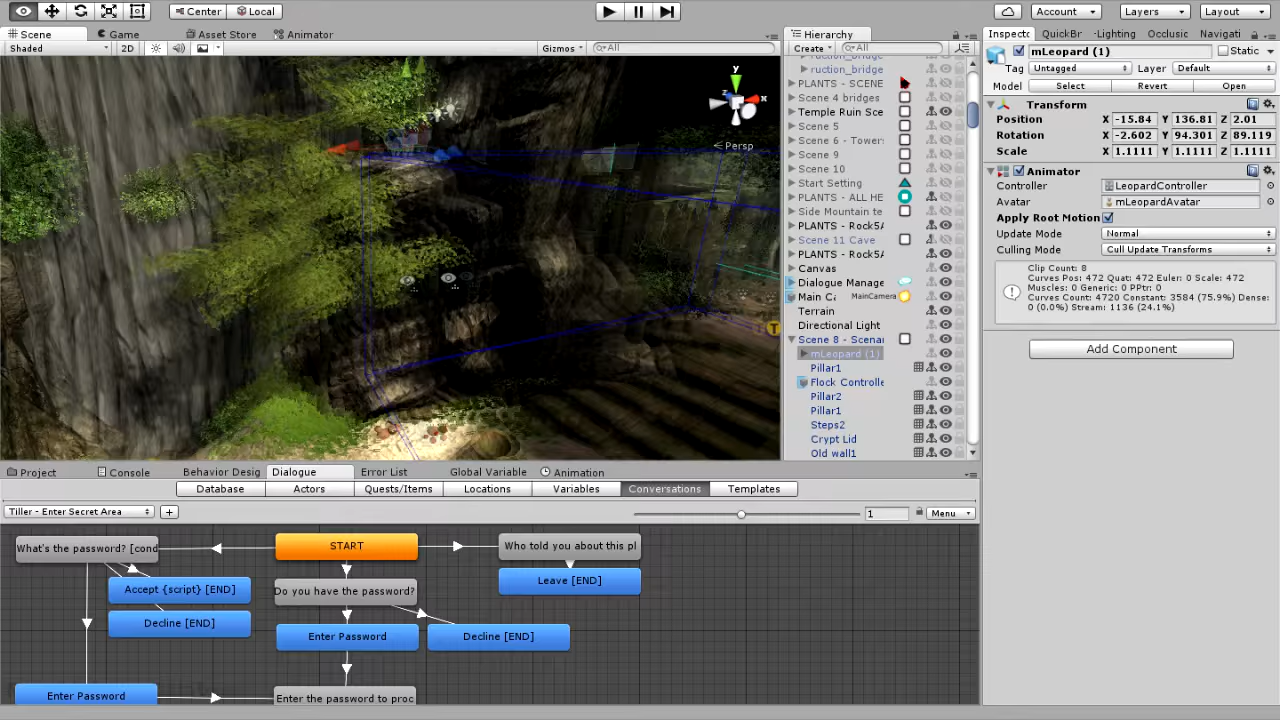 Center Local Account Layers Layout
Scene Game Asset Store Animator
Shaded 2D Gizmos All
y
x
z
Persp
T
Hierarchy
Create All
ruction_bridge
ruction_bridge
PLANTS - SCENE
Scene 4 bridges
Temple Ruin Sce
Scene 5
Scene 6 - Tower
Scene 9
Scene 10
Start Setting
PLANTS - ALL HE
Side Mountain te
PLANTS - Rock5A
Scene 11 Cave
PLANTS - Rock5A
Canvas
Dialogue Manage
Main Ca MainCamera
Terrain
Directional Light
Scene 8 - Scenar
mLeopard (1)
Pillar1
Flock Controlle
Pillar2
Pillar1
Steps2
Crypt Lid
Old wall1
Inspecto QuickBr Lighting Occlusic Navigati
mLeopard (1) Static
Tag Untagged Layer Default
Model Select Revert Open
Transform
Position X -15.84 Y 136.81 Z 2.01
Rotation X -2.602 Y 94.301 Z 89.119
Scale X 1.1111 Y 1.1111 Z 1.1111
Animator
Controller LeopardController
Avatar mLeopardAvatar
Apply Root Motion
Update Mode Normal
Culling Mode Cull Update Transforms
Clip Count: 8
Curves Pos: 472 Quat: 472 Euler: 0 Scale: 472
Muscles: 0 Generic: 0 PPtr: 0
Curves Count: 4720 Constant: 3584 (75.9%) Dense:
0 (0.0%) Stream: 1136 (24.1%)
Add Component
Project Console Behavior Desig Dialogue Error List Global Variable Animation
Database Actors Quests/Items Locations Variables Conversations Templates
Tiller - Enter Secret Area + 1 Menu
What's the password? [cond START Who told you about this pl
Accept {script} [END] Do you have the password? Leave [END]
Decline [END] Enter Password Decline [END]
Enter Password Enter the password to proc